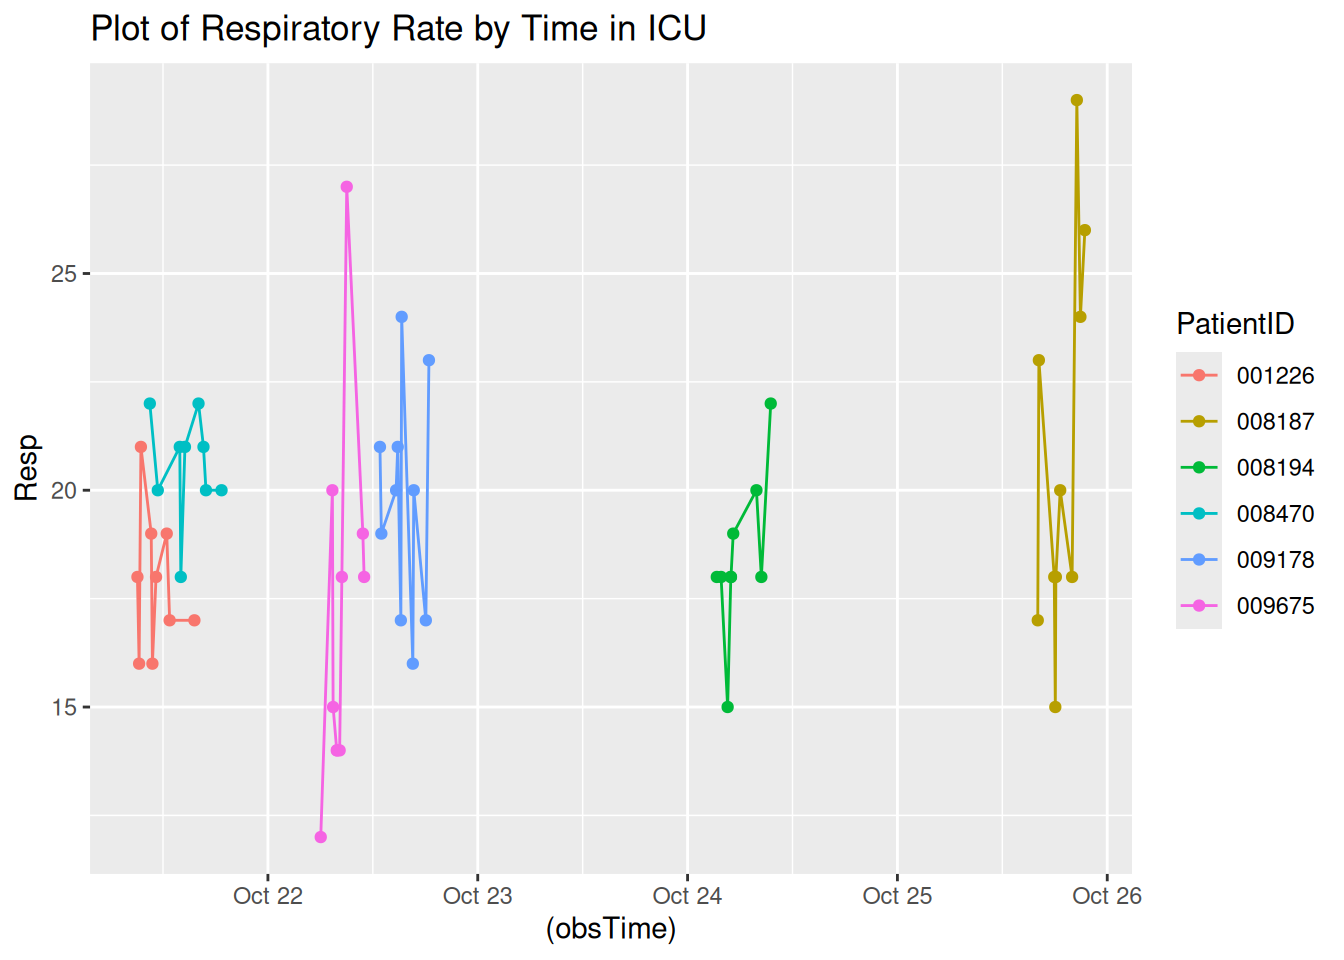 Plot of Respiratory Rate by Time in ICU
Resp
25
20
15
Oct 22
Oct 23
Oct 24
Oct 25
Oct 26
(obsTime)
PatientID
001226
008187
008194
008470
009178
009675